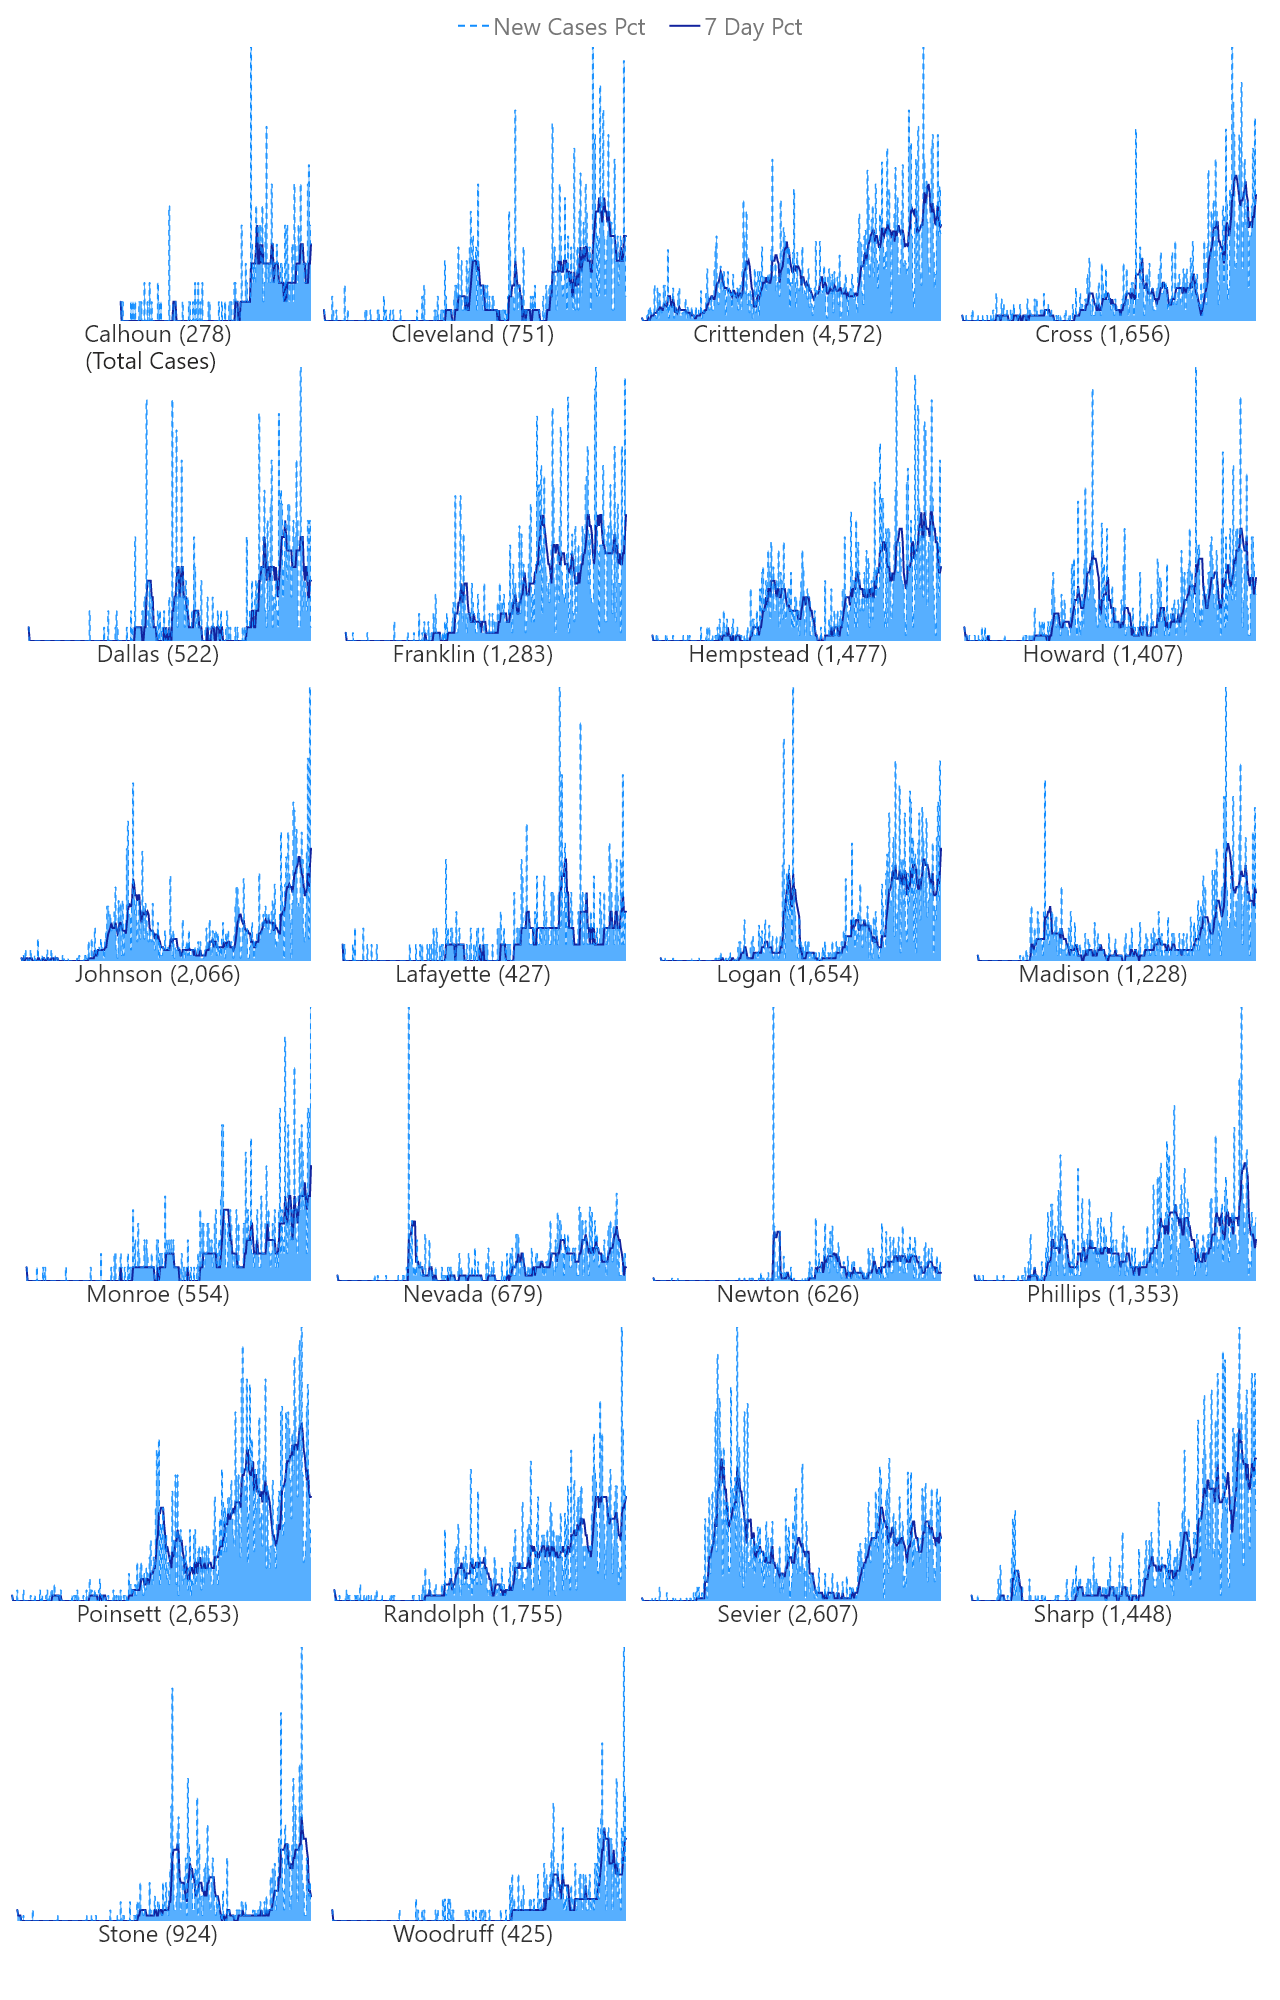 New Cases Pct 7 Day Pct
Calhoun (278) Cleveland (751) Crittenden (4,572) Cross (1,656)
(Total Cases)
Dallas (522) Franklin (1,283) Hempstead (1,477) Howard (1,407)
Johnson (2,066) Lafayette (427) Logan (1,654) Madison (1,228)
Monroe (554) Nevada (679) Newton (626) Phillips (1,353)
Poinsett (2,653) Randolph (1,755) Sevier (2,607) Sharp (1,448)
Stone (924) Woodruff (425)